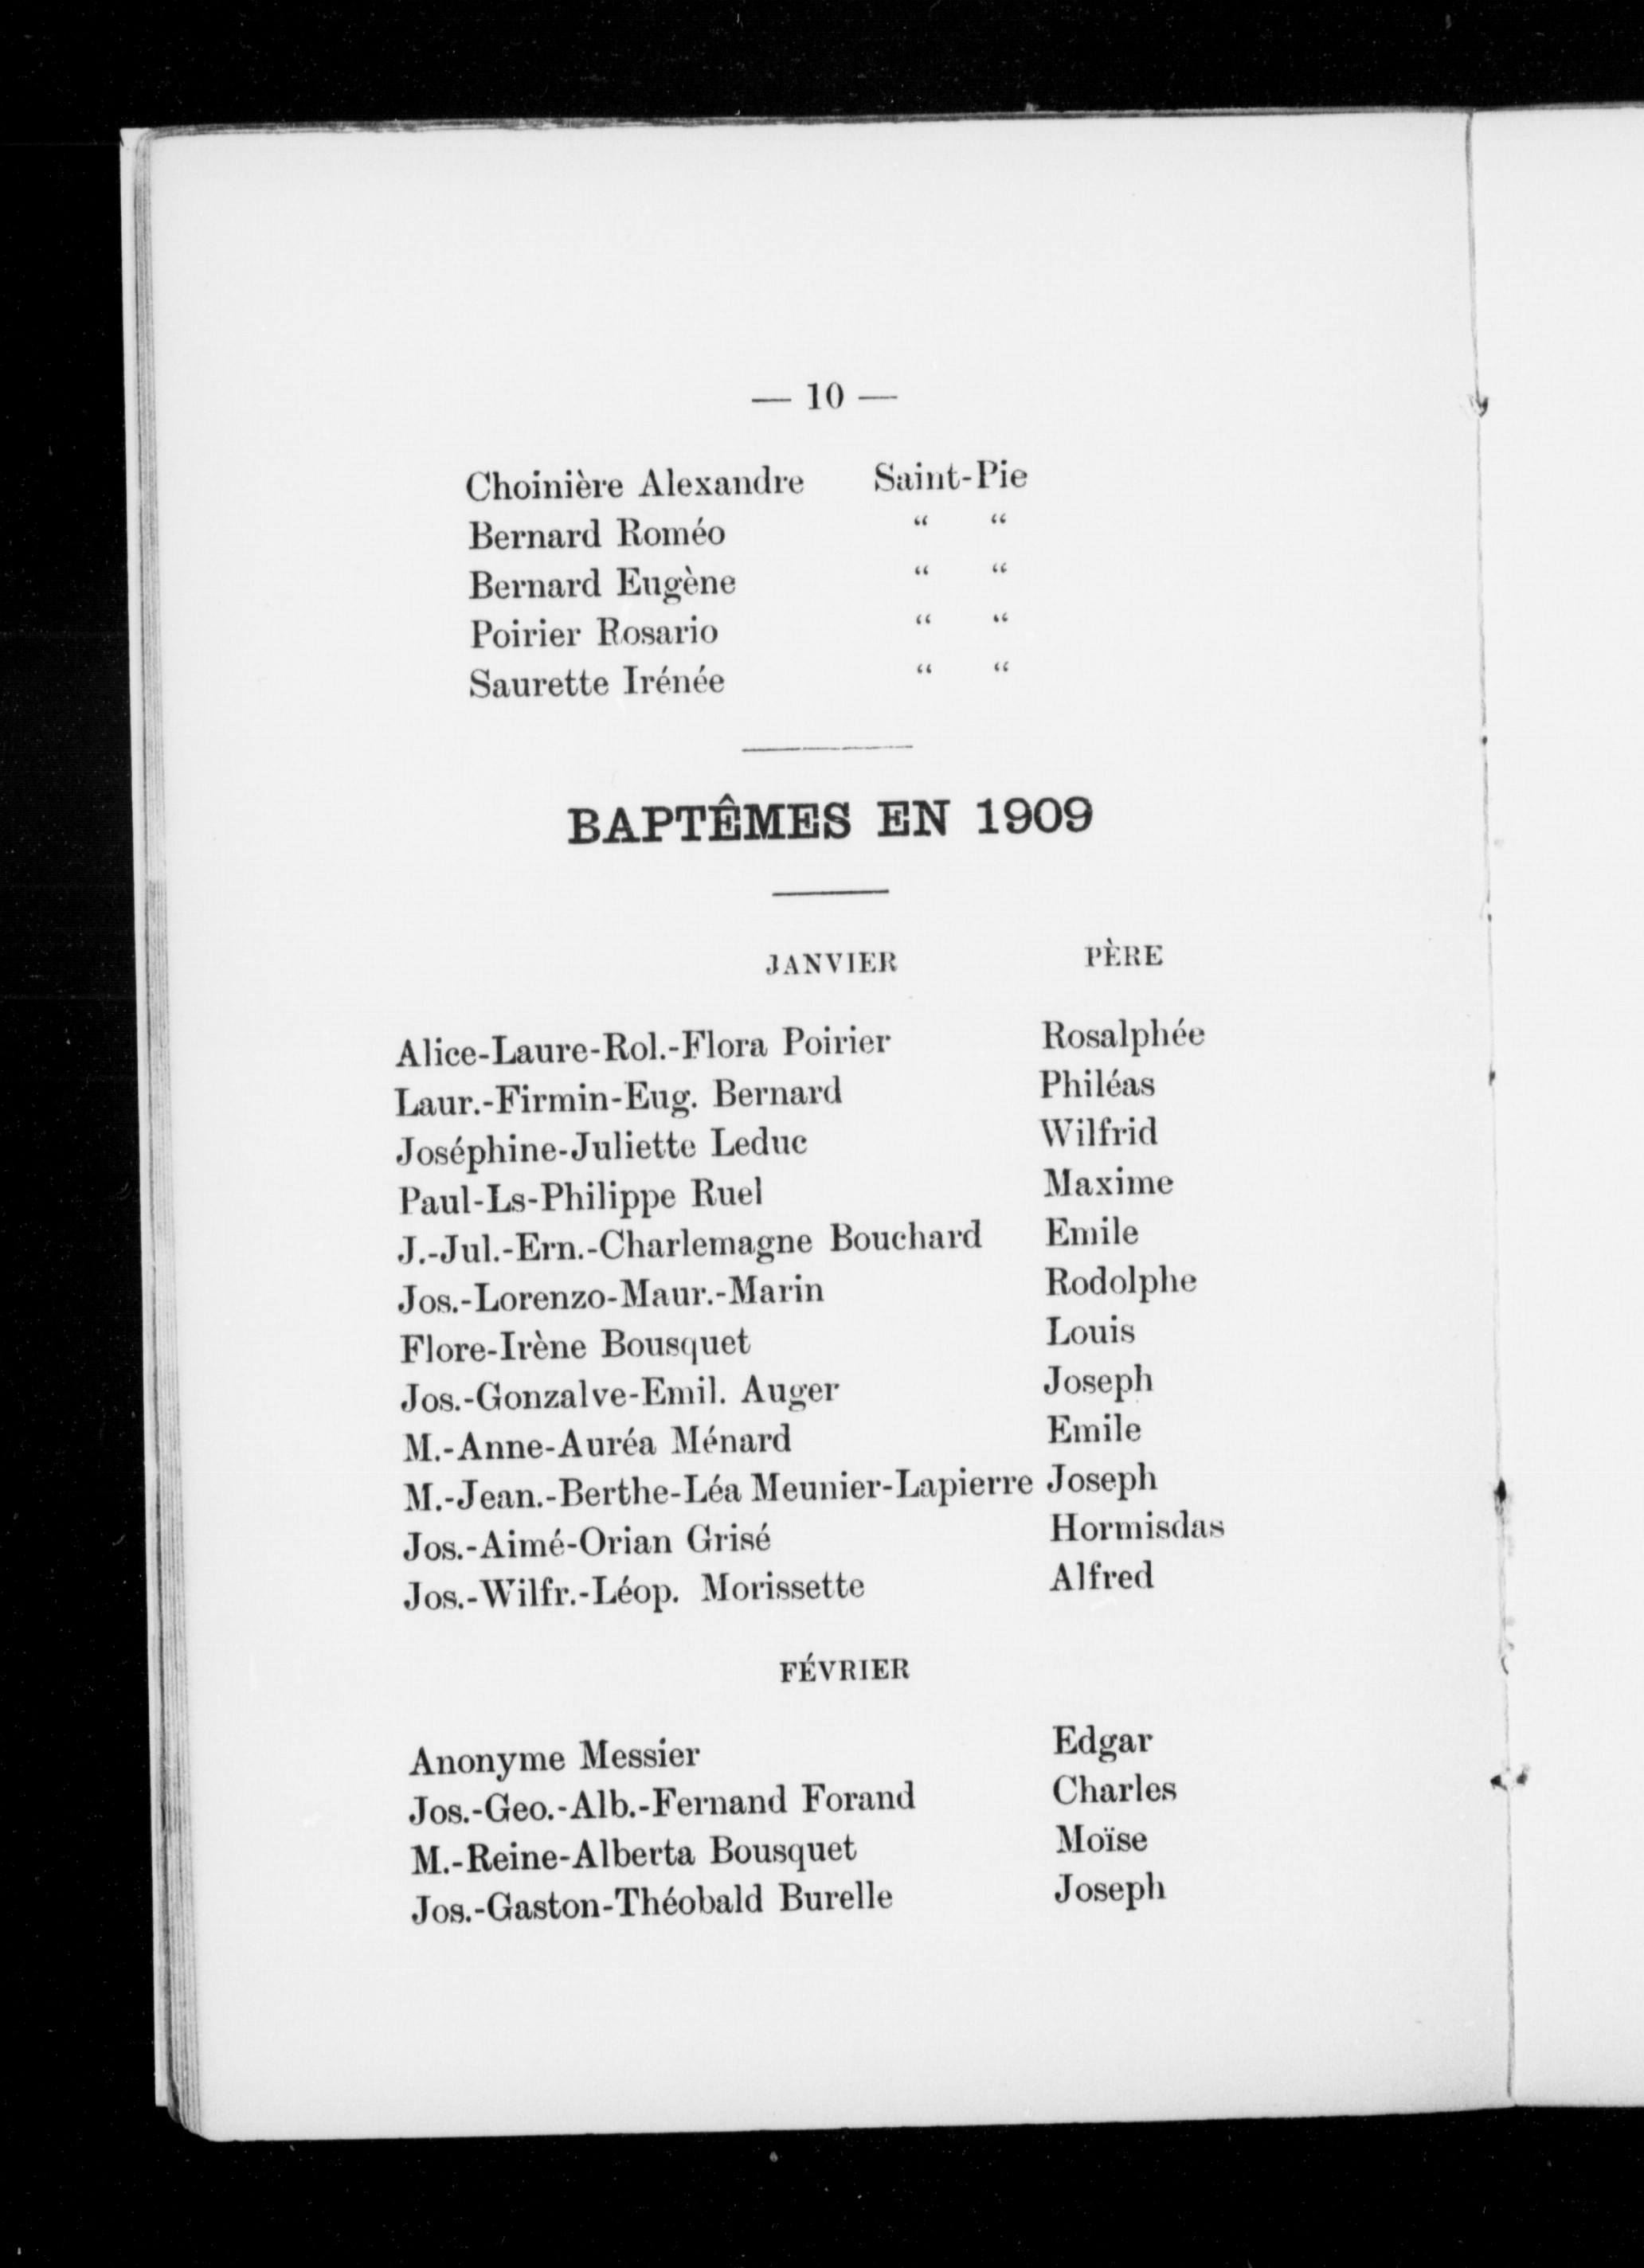 — 10 —
Choinière Alexandre Saint-Pie
Bernard Roméo “ “
Bernard Eugène “ “
Poirier Rosario “ “
Saurette Irénée “ “
BAPTÊMES EN 1909
JANVIER PÈRE
Alice-Laure-Rol.-Flora Poirier Rosalphée
Laur.-Firmin-Eug. Bernard Philéas
Joséphine-Juliette Leduc Wilfrid
Paul-Ls-Philippe Ruel Maxime
J.-Jul.-Ern.-Charlemagne Bouchard Emile
Jos.-Lorenzo-Maur.-Marin Rodolphe
Flore-Irène Bousquet Louis
Jos.-Gonzalve-Emil. Auger Joseph
M.-Anne-Auréa Ménard Emile
M.-Jean.-Berthe-Léa Meunier-Lapierre Joseph
Jos.-Aimé-Orian Grisé Hormisdas
Jos.-Wilfr.-Léop. Morissette Alfred
FÉVRIER
Anonyme Messier Edgar
Jos.-Geo.-Alb.-Fernand Forand Charles
M.-Reine-Alberta Bousquet Moïse
Jos.-Gaston-Théobald Burelle Joseph